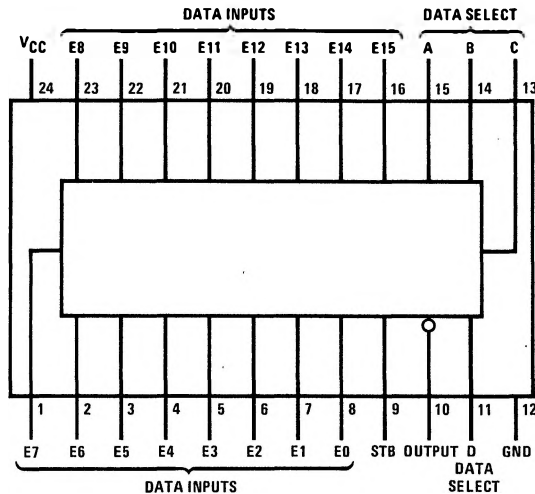 DATA INPUTS DATA SELECT
VCC E8 E9 E10 E11 E12 E13 E14 E15 A B C
24 23 22 21 20 19 18 17 16 15 14 13
1 2 3 4 5 6 7 8 9 10 11 12
E7 E6 E5 E4 E3 E2 E1 E0 STB OUTPUT D GND
DATA INPUTS DATA
SELECT